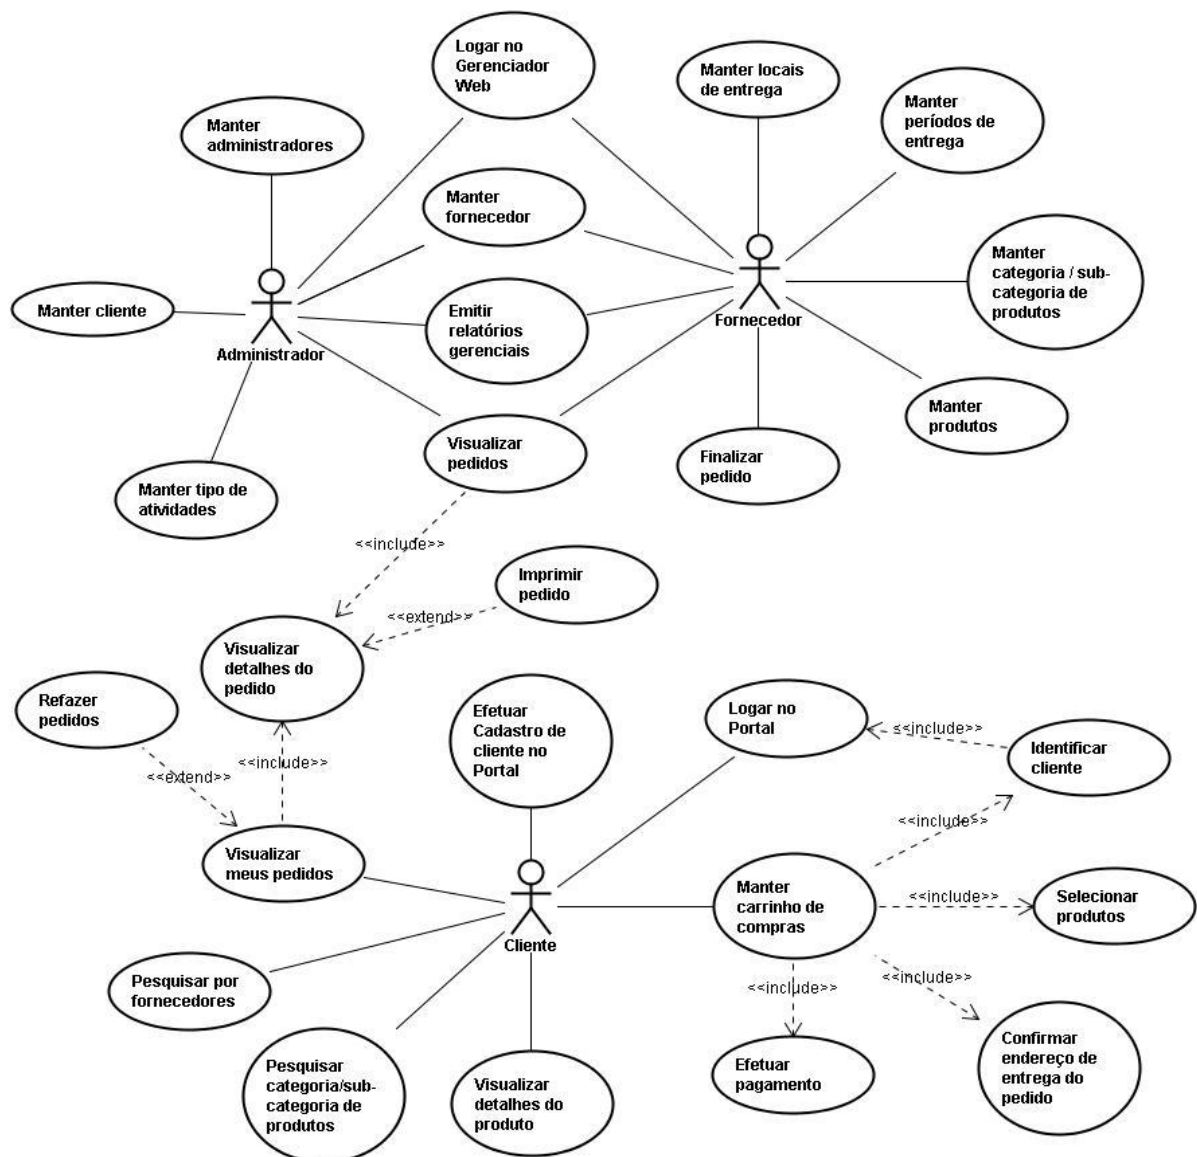 Logar no
Gerenciador
Web
Manter locais
de entrega
Manter
períodos de
entrega
Manter
administradores
Manter
fornecedor
Manter
categoria / sub-
categoria de
produtos
Manter cliente
Emitir
relatórios
gerenciais
Fornecedor
Administrador
Manter
produtos
Visualizar
pedidos
Finalizar
pedido
Manter tipo de
atividades
<<include>>
Imprimir
pedido
<<extend>>
Visualizar
detalhes do
pedido
Refazer
pedidos
Efetuar
Cadastro de
cliente no
Portal
Logar no
Portal
<<include>>
Identificar
cliente
<<extend>>
<<include>>
<<include>>
Visualizar
meus pedidos
Manter
carrinho de
compras
<<include>>
Selecionar
produtos
Cliente
Pesquisar por
fornecedores
<<include>>
<<include>>
Confirmar
endereço de
entrega do
pedido
Efetuar
pagamento
Pesquisar
categoria/sub-
categoria de
produtos
Visualizar
detalhes do
produto